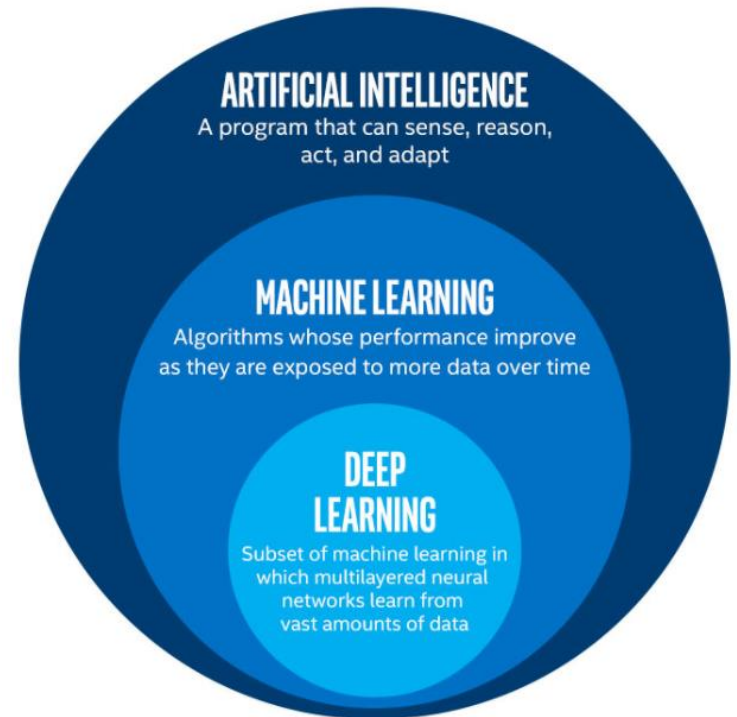 ARTIFICIAL INTELLIGENCE
A program that can sense, reason,
act, and adapt
MACHINE LEARNING
Algorithms whose performance improve
as they are exposed to more data over time
DEEP
LEARNING
Subset of machine learning in
which multilayered neural
networks learn from
vast amounts of data